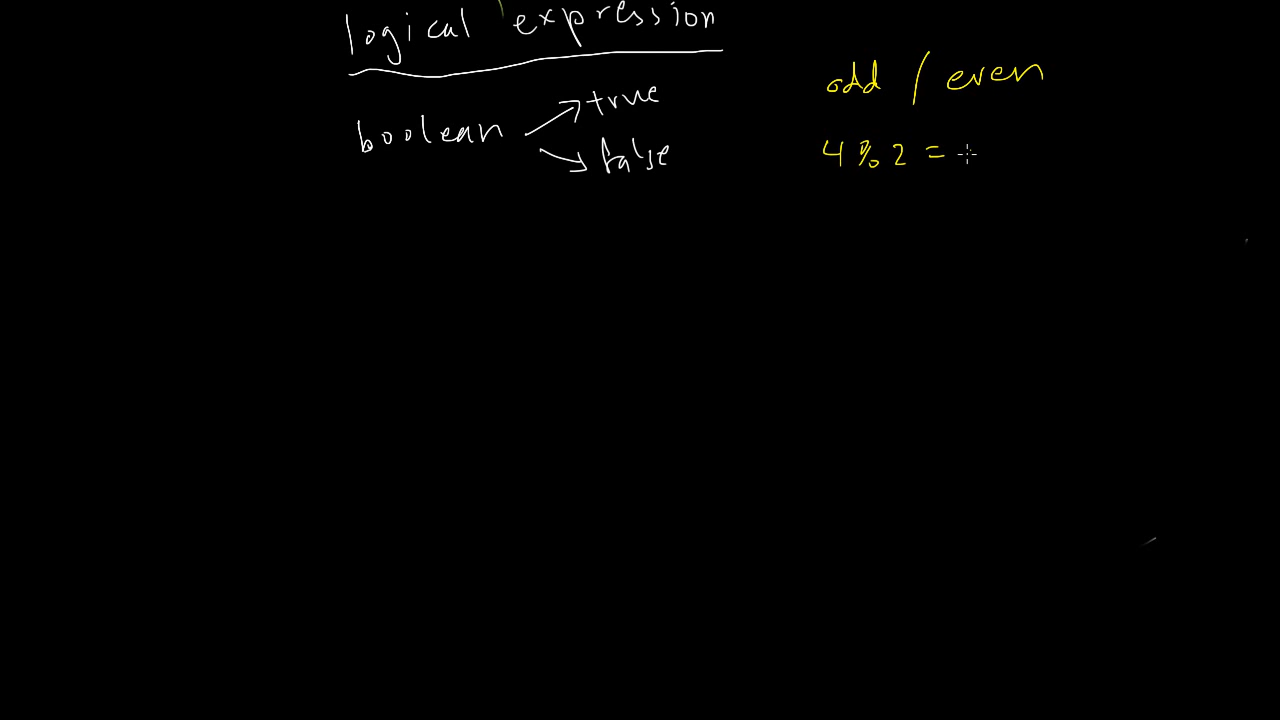 logical expression
boolean
true
false
odd / even
4 % 2 =